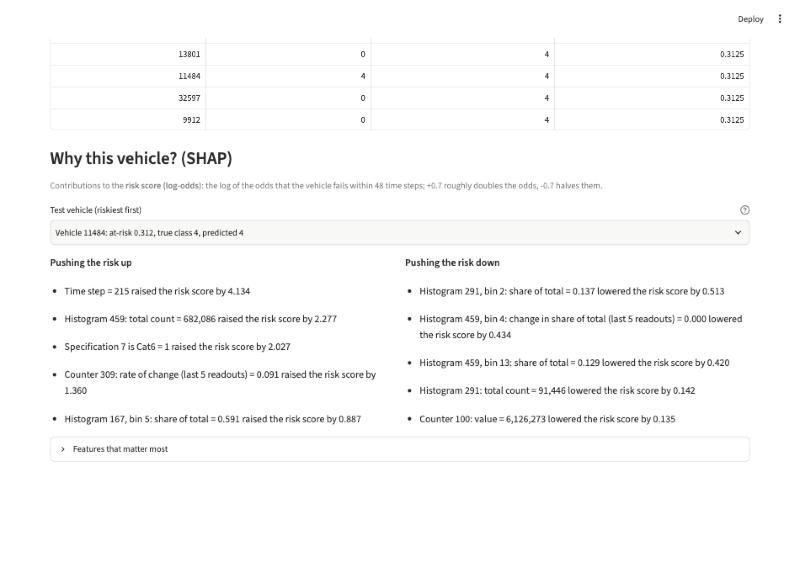 Deploy
13801 0 4 0.3125
11484 4 4 0.3125
32597 0 4 0.3125
9912 0 4 0.3125
Why this vehicle? (SHAP)
Contributions to the risk score (log-odds): the log of the odds that the vehicle fails within 48 time steps; +0.7 roughly doubles the odds, -0.7 halves them.
Test vehicle (riskiest first)
Vehicle 11484: at-risk 0.312, true class 4, predicted 4
Pushing the risk up
Time step = 215 raised the risk score by 4.134
Histogram 459: total count = 682,086 raised the risk score by 2.277
Specification 7 is Cat6 = 1 raised the risk score by 2.027
Counter 309: rate of change (last 5 readouts) = 0.091 raised the risk score by
1.360
Histogram 167, bin 5: share of total = 0.591 raised the risk score by 0.887
Pushing the risk down
Histogram 291, bin 2: share of total = 0.137 lowered the risk score by 0.513
Histogram 459, bin 4: change in share of total (last 5 readouts) = 0.000 lowered
the risk score by 0.434
Histogram 459, bin 13: share of total = 0.129 lowered the risk score by 0.420
Histogram 291: total count = 91,446 lowered the risk score by 0.142
Counter 100: value = 6,126,273 lowered the risk score by 0.135
Features that matter most